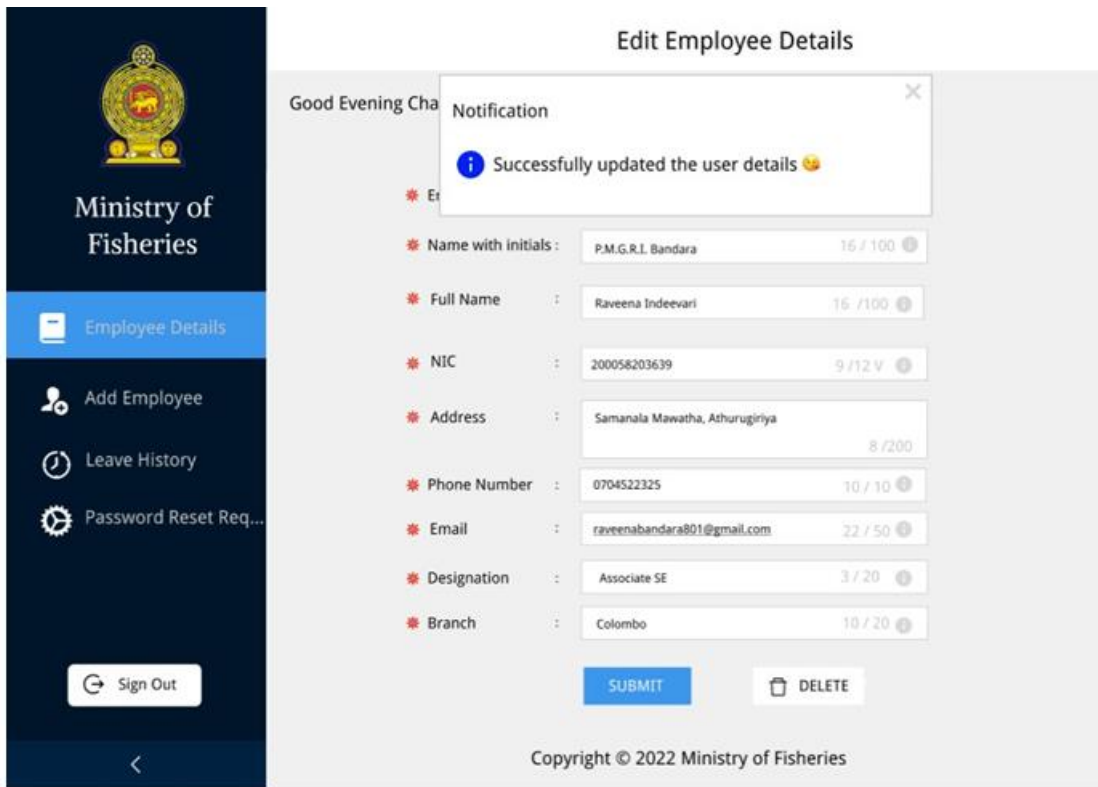 Edit Employee Details
Good Evening Cha
Notification
Successfully updated the user details 😘
Ministry of
Fisheries
Employee Details
Add Employee
Leave History
Password Reset Req...
Sign Out
Name with initials : P.M.G.R.I. Bandara 16 / 100
Full Name : Raveena Indeevari 16 /100
NIC : 200058203639 9 /12 V
Address : Samanala Mawatha, Athurugiriya
8 /200
Phone Number : 0704522325 10 / 10
Email : raveenabandara801@gmail.com 22 / 50
Designation : Associate SE 3 / 20
Branch : Colombo 10 / 20
SUBMIT DELETE
Copyright © 2022 Ministry of Fisheries